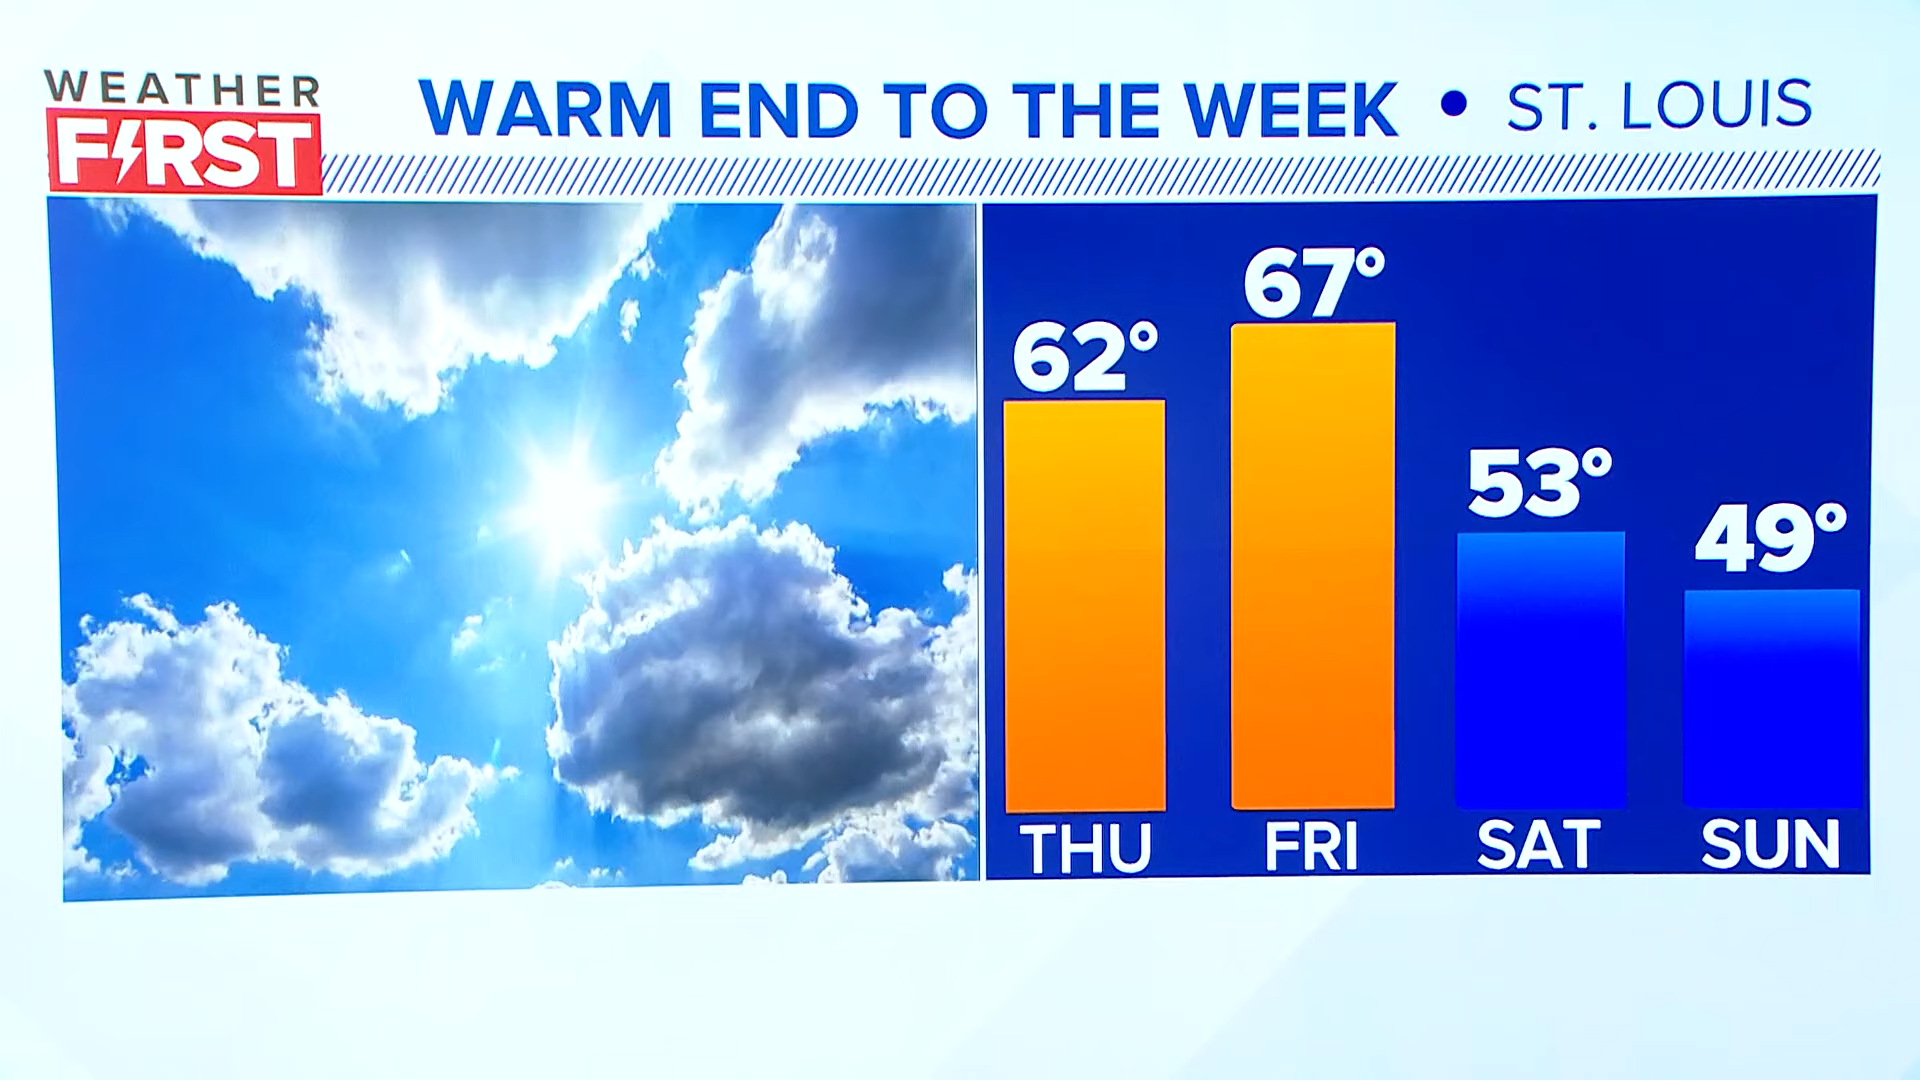 WEATHER
FIRST
WARM END TO THE WEEK • ST. LOUIS
62°
67°
53°
49°
THU
FRI
SAT
SUN